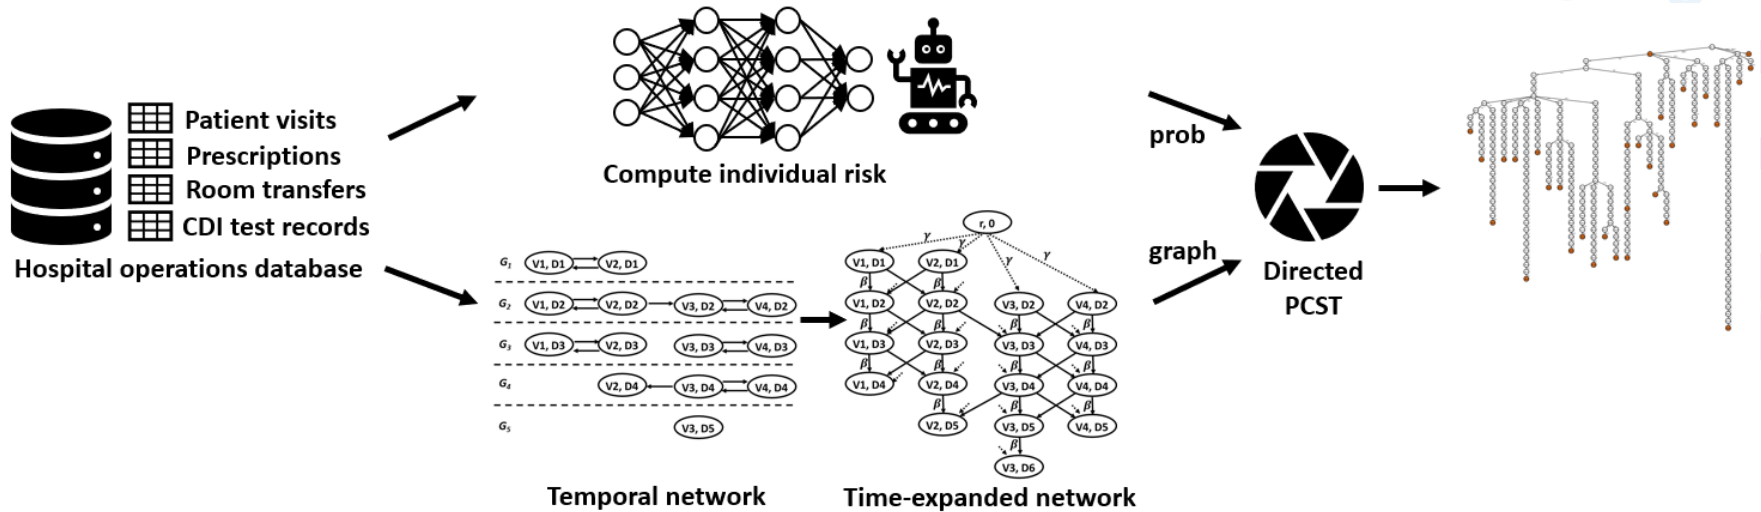 Patient visits
Prescriptions
Room transfers
CDI test records
Hospital operations database
Compute individual risk
G₁ V1, D1 V2, D1
G₂ V1, D2 V2, D2 V3, D2 V4, D2
G₃ V1, D3 V2, D3 V3, D3 V4, D3
G₄ V2, D4 V3, D4 V4, D4
G₅ V3, D5
Temporal network
r, 0
γ γ γ γ
V1, D1 V2, D1
β β
V1, D2 V2, D2 V3, D2 V4, D2
β β β β
V1, D3 V2, D3 V3, D3 V4, D3
β β β β
V1, D4 V2, D4 V3, D4 V4, D4
β β β
V2, D5 V3, D5 V4, D5
β
V3, D6
Time-expanded network
prob
graph
Directed
PCST